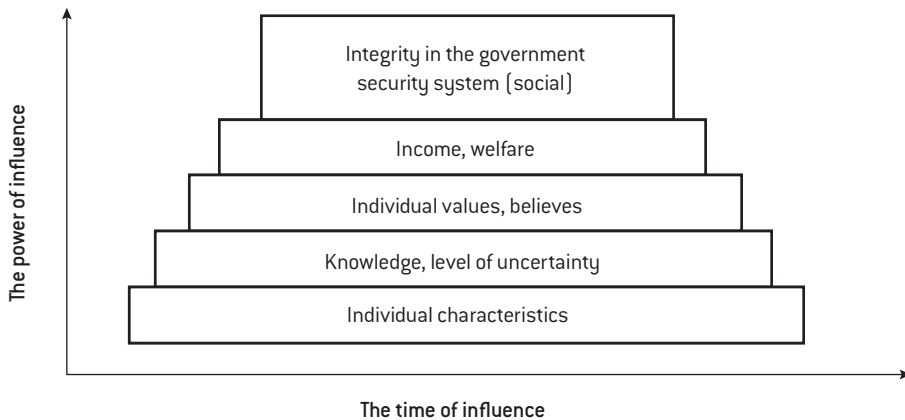 The power of influence
Integrity in the government
security system (social)
Income, welfare
Individual values, believes
Knowledge, level of uncertainty
Individual characteristics
The time of influence